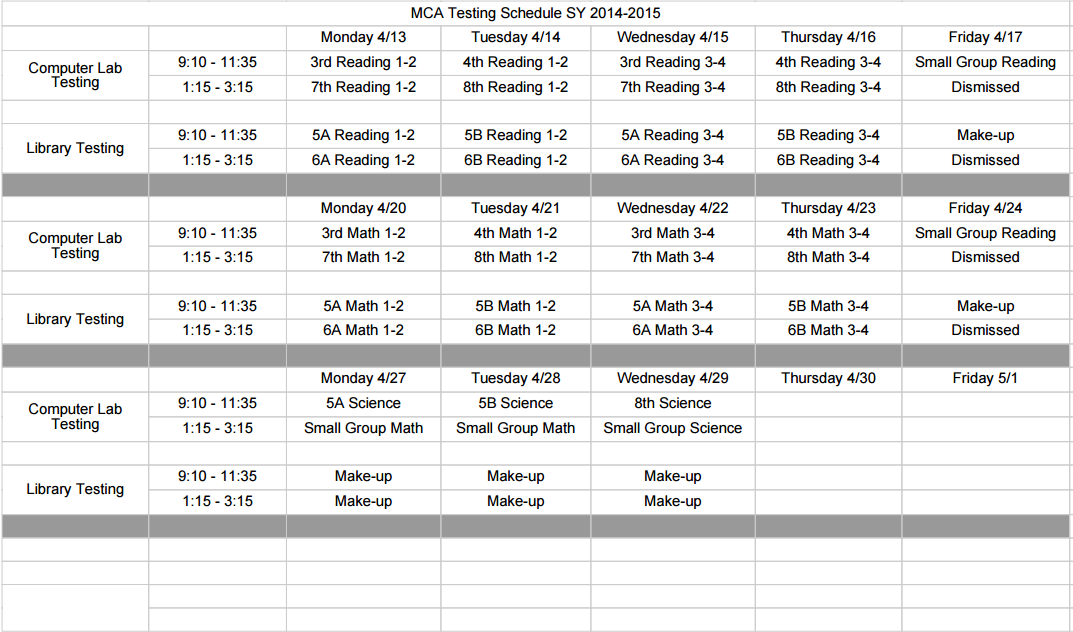 MCA Testing Schedule SY 2014-2015
Monday 4/13 Tuesday 4/14 Wednesday 4/15 Thursday 4/16 Friday 4/17
Computer Lab Testing 9:10 - 11:35 3rd Reading 1-2 4th Reading 1-2 3rd Reading 3-4 4th Reading 3-4 Small Group Reading
1:15 - 3:15 7th Reading 1-2 8th Reading 1-2 7th Reading 3-4 8th Reading 3-4 Dismissed
Library Testing 9:10 - 11:35 5A Reading 1-2 5B Reading 1-2 5A Reading 3-4 5B Reading 3-4 Make-up
1:15 - 3:15 6A Reading 1-2 6B Reading 1-2 6A Reading 3-4 6B Reading 3-4 Dismissed
Monday 4/20 Tuesday 4/21 Wednesday 4/22 Thursday 4/23 Friday 4/24
Computer Lab Testing 9:10 - 11:35 3rd Math 1-2 4th Math 1-2 3rd Math 3-4 4th Math 3-4 Small Group Reading
1:15 - 3:15 7th Math 1-2 8th Math 1-2 7th Math 3-4 8th Math 3-4 Dismissed
Library Testing 9:10 - 11:35 5A Math 1-2 5B Math 1-2 5A Math 3-4 5B Math 3-4 Make-up
1:15 - 3:15 6A Math 1-2 6B Math 1-2 6A Math 3-4 6B Math 3-4 Dismissed
Monday 4/27 Tuesday 4/28 Wednesday 4/29 Thursday 4/30 Friday 5/1
Computer Lab Testing 9:10 - 11:35 5A Science 5B Science 8th Science
1:15 - 3:15 Small Group Math Small Group Math Small Group Science
Library Testing 9:10 - 11:35 Make-up Make-up Make-up
1:15 - 3:15 Make-up Make-up Make-up